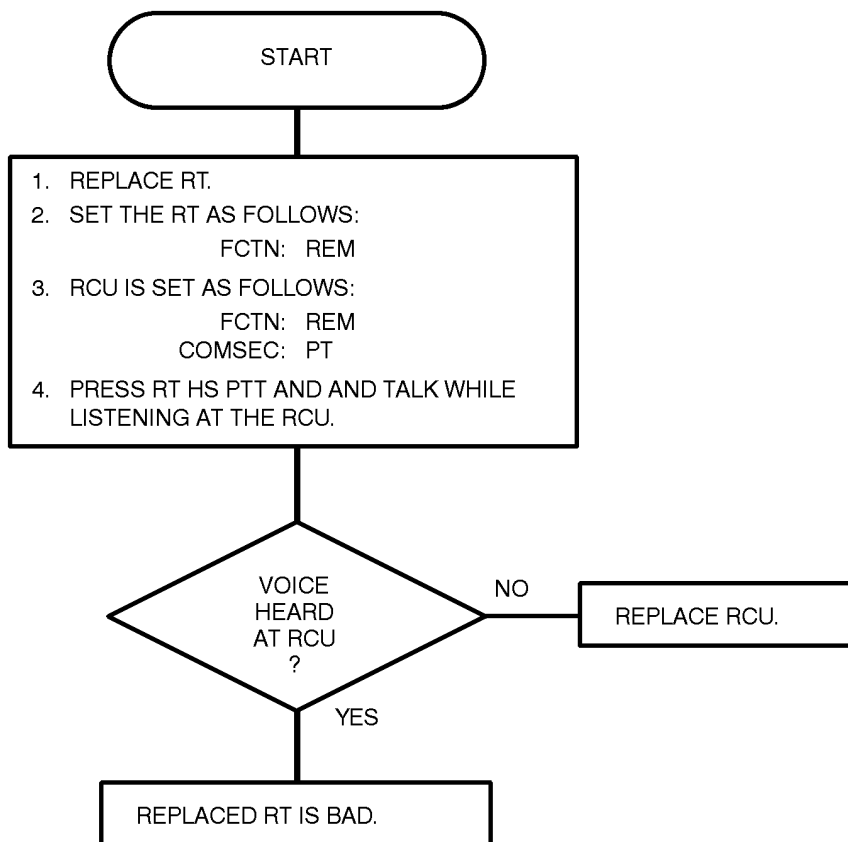 START
1. REPLACE RT.
2. SET THE RT AS FOLLOWS:
FCTN: REM
3. RCU IS SET AS FOLLOWS:
FCTN: REM
COMSEC: PT
4. PRESS RT HS PTT AND AND TALK WHILE
LISTENING AT THE RCU.
VOICE
HEARD
AT RCU
?
NO
REPLACE RCU.
YES
REPLACED RT IS BAD.